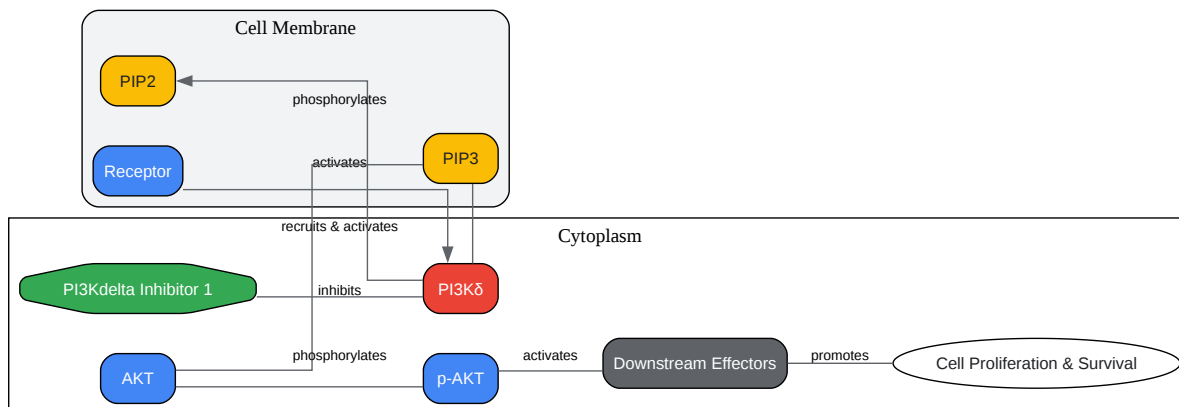 Cell Membrane
PIP2
phosphorylates
PIP3
activates
Receptor
recruits & activates
Cytoplasm
PI3Kdelta Inhibitor 1
inhibits
PI3Kδ
AKT
phosphorylates
p-AKT
activates
Downstream Effectors
promotes
Cell Proliferation & Survival